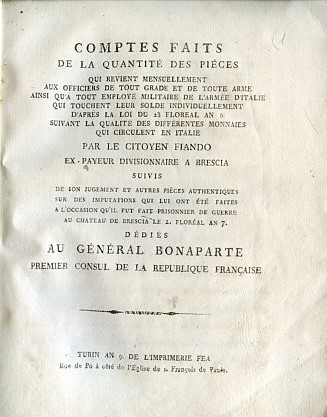 COMPTES FAITS
DE LA QUANTITÉ DES PIÉCES
QUI REVIENT MENSUELLEMENT
AUX OFFICIERS DE TOUT GRADE ET DE TOUTE ARME
AINSI QU'A TOUT EMPLOYÉ MILITAIRE DE L'ARMÉE D'ITALIE
QUI TOUCHENT LEUR SOLDE INDIVIDUELLEMENT
D'APRÈS LA LOI DU 23 FLOREAL AN 6
SUIVANT LA QUALITÉ DES DIFFÉRENTES MONNAIES
QUI CIRCULENT EN ITALIE
PAR LE CITOYEN FIANDO
EX-PAYEUR DIVISIONNAIRE A BRESCIA
SUIVIS
DE SON JUGEMENT ET AUTRES PIÈCES AUTHENTIQUES
SUR DES IMPUTATIONS QUI LUI ONT ÉTÉ FAITES
A L'OCCASION QU'IL FUT FAIT PRISONNIER DE GUERRE
AU CHATEAU DE BRESCIA LE 2. FLORÉAL AN 7.
DÉDIÉS
AU GÉNÉRAL BONAPARTE
PREMIER CONSUL DE LA REPUBLIQUE FRANÇAISE
TURIN AN 9. DE L'IMPRIMERIE FEA
Rue de Po à côté de l'Eglise de s. François de Paule.